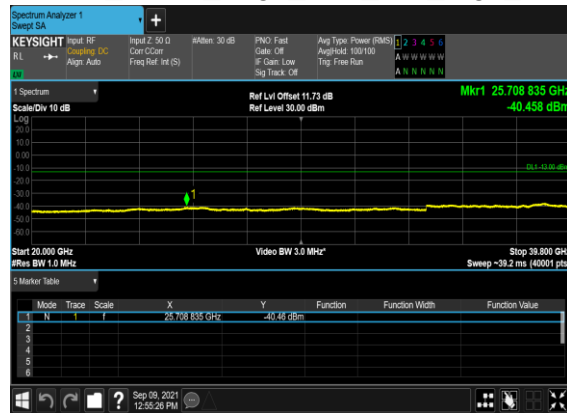 Spectrum Analyzer 1
Swept SA
+
KEYSIGHT Input: RF Input Z: 50 Ω #Atten: 30 dB PNO: Fast Avg Type: Power (RMS) 1 2 3 4 5 6
RL Coupling: DC Corr CCorr Gate: Off Avg|Hold: 100/100 A W W W W W
Align: Auto Freq Ref: Int (S) IF Gain: Low Trig: Free Run
Sig Track: Off A N N N N N
1 Spectrum Ref Lvl Offset 11.73 dB Mkr1 25.708 835 GHz
Scale/Div 10 dB Ref Level 30.00 dBm -40.458 dBm
Log
20.0
10.0
0.00
-10.0
DL1 -13.00 dBm
-20.0
-30.0
1
-40.0
-50.0
-60.0
Start 20.000 GHz Video BW 3.0 MHz* Stop 39.800 GHz
#Res BW 1.0 MHz Sweep ~39.2 ms (40001 pts)
5 Marker Table
Mode Trace Scale X Y Function Function Width Function Value
1 N 1 f 25.708 835 GHz -40.46 dBm
2
3
4
5
6
? Sep 09, 2021
12:55:26 PM